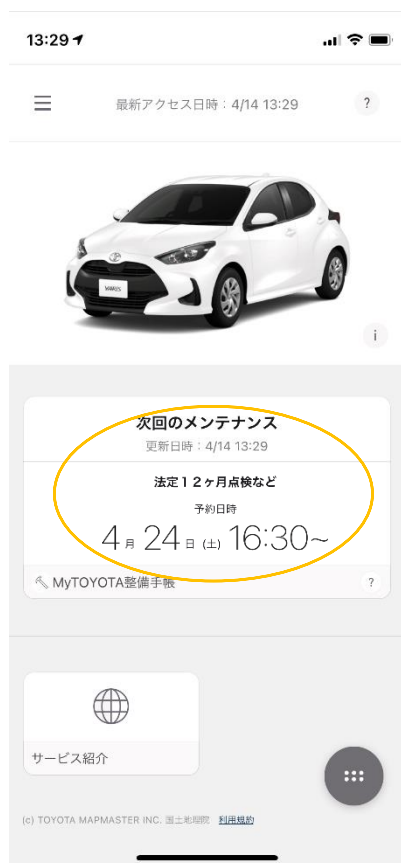 13:29
最新アクセス日時：4/14 13:29
?
YARiS
i
次回のメンテナンス
更新日時：4/14 13:29
法定１２ヶ月点検など
予約日時
4 月 24 日 (土) 16:30~
MyTOYOTA整備手帳
?
サービス紹介
(c) TOYOTA MAPMASTER INC. 国土地理院 利用規約